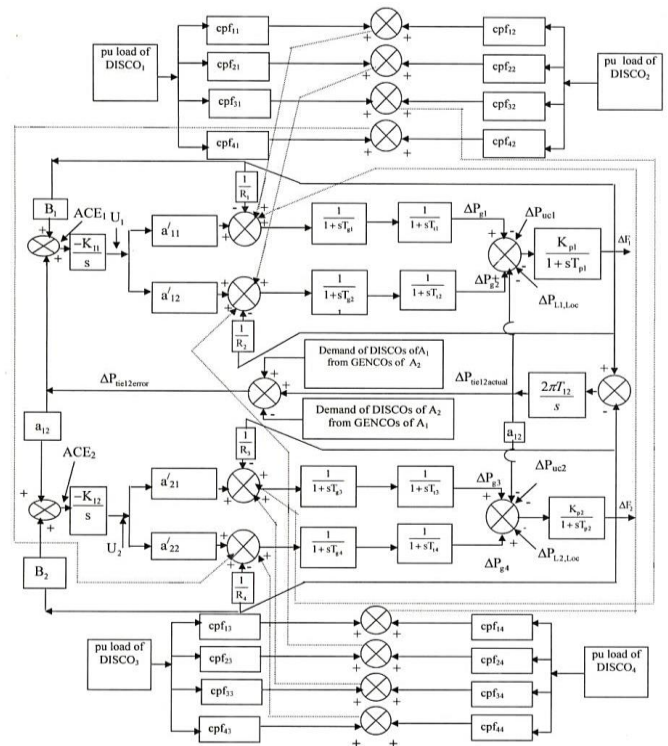 pu load of
DISCO₁
cpf₁₁
cpf₂₁
cpf₃₁
cpf₄₁
+ +
+ +
+ +
+ +
cpf₁₂
cpf₂₂
cpf₃₂
cpf₄₂
pu load of
DISCO₂
B₁
ACE₁ U₁
+
+
-K₁₁
s
a'₁₁
a'₁₂
1
R₁
- +
+ +
1
1+sTg1
1
1+sTt1
ΔPg1
ΔPuc1
+ -
Kp1
1+sTp1
ΔF₁
1
1+sTg2
1
1
1+sTt2
ΔPg2
+
-
ΔPL1,Loc
1
R₂
-
Demand of DISCOs of A₁
from GENCOs of A₂
ΔPtie12error
+ +
-
ΔPtie12actual
2πT₁₂
s
+
-
Demand of DISCOs of A₂
from GENCOs of A₁
a₁₂
a₁₂
ACE₂
+
+
-K₁₂
s
U₂
a'₂₁
a'₂₂
1
R₃
-
+ +
1
1+sTg3
1
1+sTt3
ΔPg3
ΔPuc2
+ -
Kp2
1+sTp2
ΔF₂
1
1+sTg4
1
1+sTt4
ΔPg4
+
-
ΔPL2,Loc
B₂
1
R₄
-
pu load of
DISCO₃
cpf₁₃
cpf₂₃
cpf₃₃
cpf₄₃
+ +
+ +
+ +
+ +
cpf₁₄
cpf₂₄
cpf₃₄
cpf₄₄
pu load of
DISCO₄